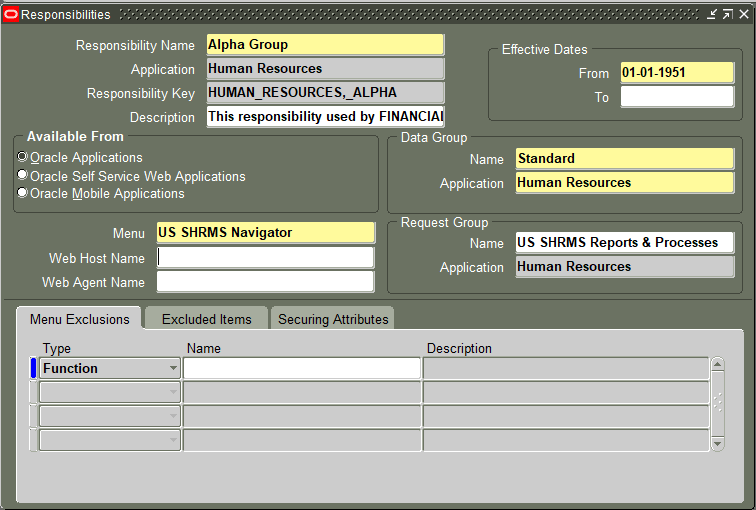 Responsibilities
Responsibility Name Alpha Group
Application Human Resources
Responsibility Key HUMAN_RESOURCES,_ALPHA
Description This responsibility used by FINANCIAI
Effective Dates
From 01-01-1951
To
Available From
Oracle Applications
Oracle Self Service Web Applications
Oracle Mobile Applications
Data Group
Name Standard
Application Human Resources
Menu US SHRMS Navigator
Web Host Name
Web Agent Name
Request Group
Name US SHRMS Reports & Processes
Application Human Resources
Menu Exclusions Excluded Items Securing Attributes
Type Name Description
Function